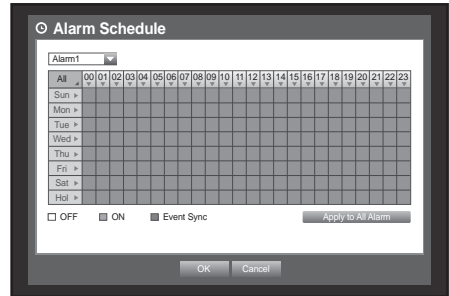 Alarm Schedule
Alarm1
All 00 01 02 03 04 05 06 07 08 09 10 11 12 13 14 15 16 17 18 19 20 21 22 23
Sun
Mon
Tue
Wed
Thu
Fri
Sat
Hol
OFF ON Event Sync Apply to All Alarm
OK Cancel